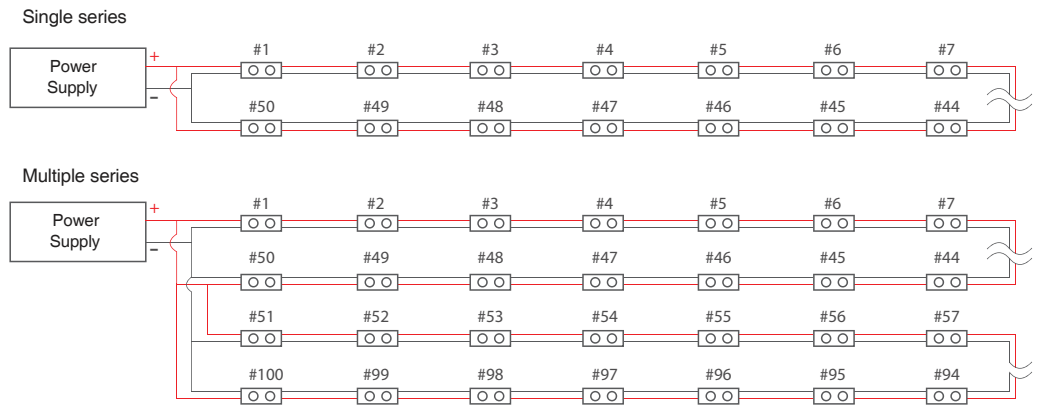 Single series
Power Supply
+
-
#1 #2 #3 #4 #5 #6 #7
#50 #49 #48 #47 #46 #45 #44
Multiple series
Power Supply
+
-
#1 #2 #3 #4 #5 #6 #7
#50 #49 #48 #47 #46 #45 #44
#51 #52 #53 #54 #55 #56 #57
#100 #99 #98 #97 #96 #95 #94